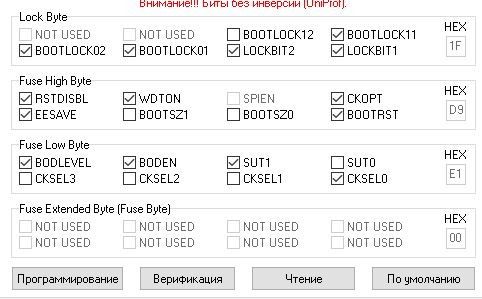 Внимание!!! Биты без инверсии (UniProf).
Lock Byte
NOT USED NOT USED BOOTLOCK12 BOOTLOCK11 HEX
BOOTLOCK02 BOOTLOCK01 LOCKBIT2 LOCKBIT1 1F
Fuse High Byte
RSTDISBL WDTON SPIEN CKOPT HEX
EESAVE BOOTSZ1 BOOTSZ0 BOOTRST D9
Fuse Low Byte
BODLEVEL BODEN SUT1 SUT0 HEX
CKSEL3 CKSEL2 CKSEL1 CKSEL0 E1
Fuse Extended Byte (Fuse Byte)
NOT USED NOT USED NOT USED NOT USED HEX
NOT USED NOT USED NOT USED NOT USED 00
Программирование Верификация Чтение По умолчанию